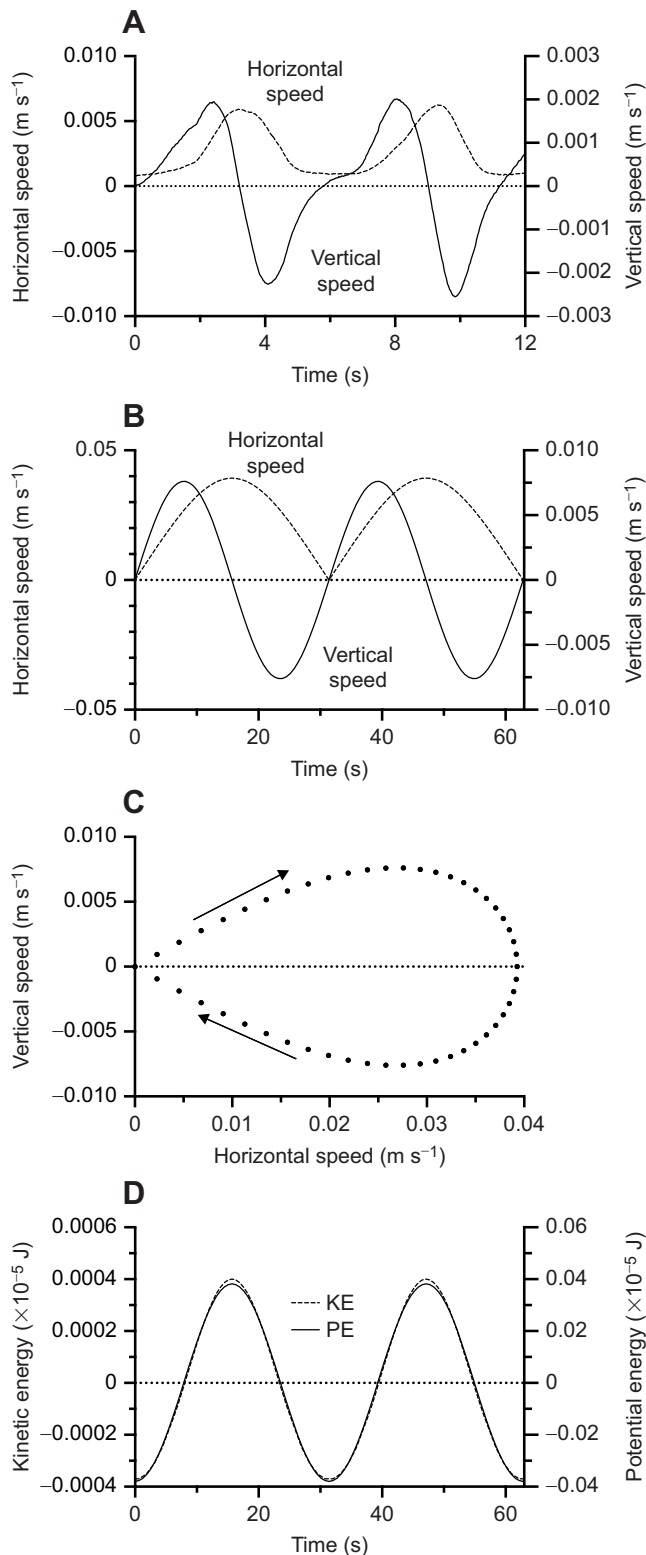 A
Horizontal speed (m s⁻¹)
0.010
0.005
0
−0.005
−0.010
Horizontal
speed
Vertical
speed
0.003
0.002
0.001
0
−0.001
−0.002
−0.003
Vertical speed (m s⁻¹)
0
4
8
12
Time (s)
B
Horizontal speed (m s⁻¹)
0.05
0
−0.05
Horizontal
speed
Vertical
speed
0.010
0.005
0
−0.005
−0.010
Vertical speed (m s⁻¹)
0
20
40
60
Time (s)
C
Vertical speed (m s⁻¹)
0.010
0.005
0
−0.005
−0.010
0
0.01
0.02
0.03
0.04
Horizontal speed (m s⁻¹)
D
Kinetic energy (×10⁻⁵ J)
0.0006
0.0004
0.0002
0
−0.0002
−0.0004
KE
PE
0.06
0.04
0.02
0
−0.02
−0.04
Potential energy (×10⁻⁵ J)
0
20
40
60
Time (s)